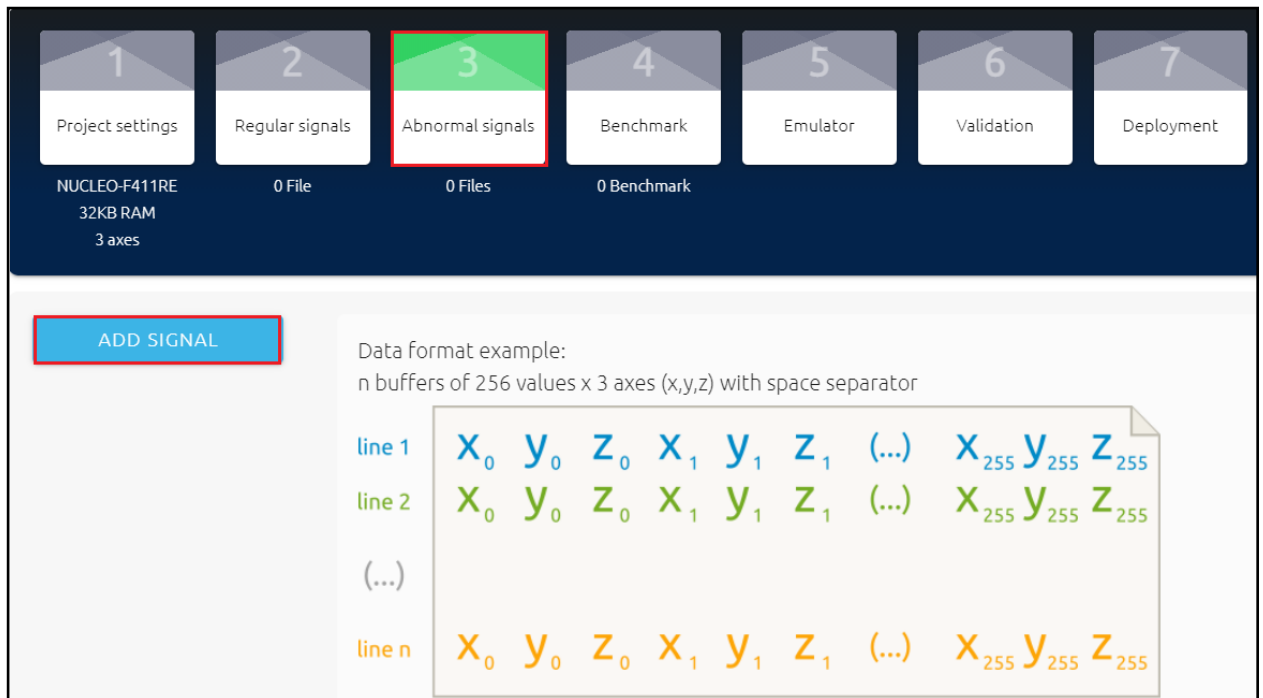 1 2 3 4 5 6 7
Project settings Regular signals Abnormal signals Benchmark Emulator Validation Deployment
NUCLEO-F411RE 0 File 0 Files 0 Benchmark
32KB RAM
3 axes
ADD SIGNAL
Data format example:
n buffers of 256 values x 3 axes (x,y,z) with space separator
line 1 x₀ y₀ z₀ x₁ y₁ z₁ (...) x₂₅₅ y₂₅₅ z₂₅₅
line 2 x₀ y₀ z₀ x₁ y₁ z₁ (...) x₂₅₅ y₂₅₅ z₂₅₅
(...)
line n x₀ y₀ z₀ x₁ y₁ z₁ (...) x₂₅₅ y₂₅₅ z₂₅₅